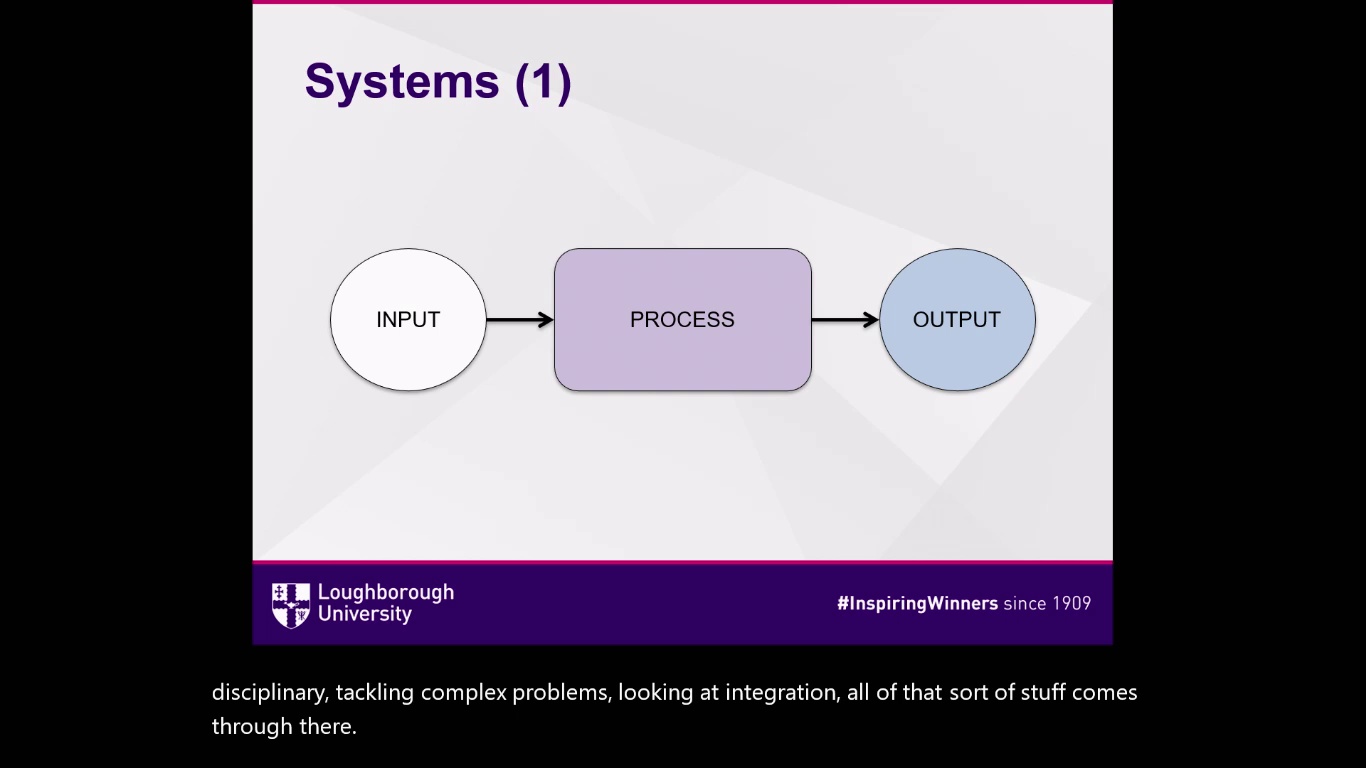 Systems (1)
INPUT
PROCESS
OUTPUT
Loughborough
University
#InspiringWinners since 1909
disciplinary, tackling complex problems, looking at integration, all of that sort of stuff comes
through there.